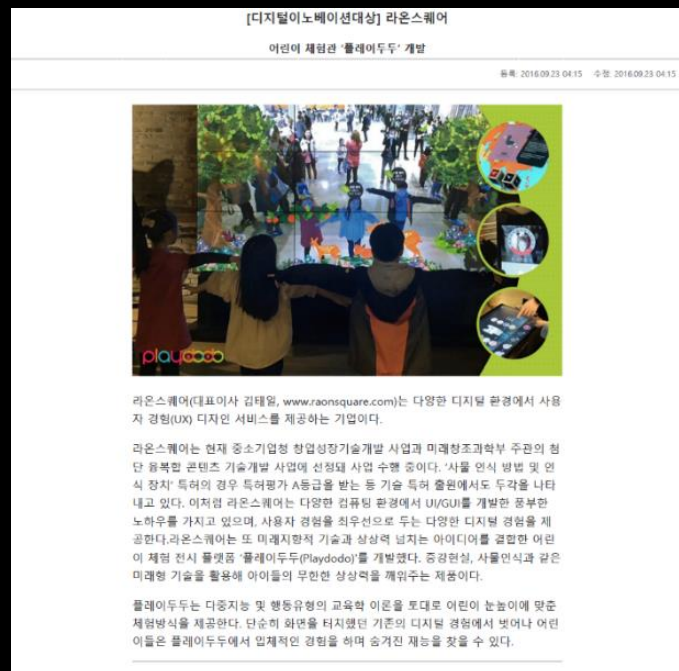 [디지털이노베이션대상] 라온스퀘어
어린이 체험관 '플레이두두' 개발
등록: 2016.09.23 04:15 수정: 2016.09.23 04:15
playdodo
라온스퀘어(대표이사 김태일, www.raonsquare.com)는 다양한 디지털 환경에서 사용
자 경험(UX) 디자인 서비스를 제공하는 기업이다.
라온스퀘어는 현재 중소기업청 창업성장기술개발 사업과 미래창조과학부 주관의 첨
단 융복합 콘텐츠 기술개발 사업에 선정돼 사업 수행 중이다. '사물 인식 방법 및 인
식 장치' 특허의 경우 특허평가 A등급을 받는 등 기술 특허 출원에서도 두각을 나타
내고 있다. 이처럼 라온스퀘어는 다양한 컴퓨팅 환경에서 UI/GUI를 개발한 풍부한
노하우를 가지고 있으며, 사용자 경험을 최우선으로 두는 다양한 디지털 경험을 제
공한다.라온스퀘어는 또 미래지향적 기술과 상상력 넘치는 아이디어를 결합한 어린
이 체험 전시 플랫폼 '플레이두두(Playdodo)'를 개발했다. 증강현실, 사물인식과 같은
미래형 기술을 활용해 아이들의 무한한 상상력을 깨워주는 제품이다.
플레이두두는 다중지능 및 행동유형의 교육학 이론을 토대로 어린이 눈높이에 맞춘
체험방식을 제공한다. 단순히 화면을 터치했던 기존의 디지털 경험에서 벗어나 어린
이들은 플레이두두에서 입체적인 경험을 하며 숨겨진 재능을 찾을 수 있다.